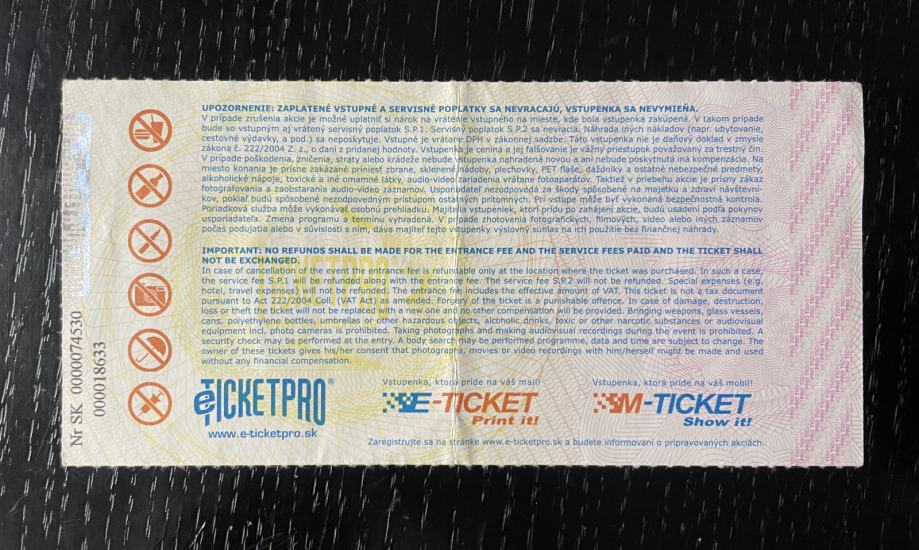 UPOZORNENIE: ZAPLATENÉ VSTUPNÉ A SERVISNÉ POPLATKY SA NEVRACAJÚ, VSTUPENKA SA NEVYMIEŇA.
V prípade zrušenia akcie je možné uplatniť si nárok na vrátenie vstupného na mieste, kde bola vstupenka zakúpená. V takom prípade
bude so vstupným aj vrátený servisný poplatok S.P.1. Servisný poplatok S.P.2 sa nevracia. Náhrada iných nákladov (napr. ubytovanie,
cestovné výdavky, a pod.) sa neposkytuje. Vstupné je vrátane DPH v zákonnej sadzbe. Táto vstupenka nie je daňový doklad v zmysle
zákona č. 222/2004 Z. z., o dani z pridanej hodnoty. Vstupenka je cenina a jej falšovanie je vážny priestupok považovaný za trestný čin.
V prípade poškodenia, zničenia, straty alebo krádeže nebude vstupenka nahradená novou a ani nebude poskytnutá iná kompenzácia. Na
miesto konania je prísne zakázané priniesť zbrane, sklenené nádoby, plechovky, PET fľaše, dáždniky a ostatné nebezpečné predmety,
alkoholické nápoje, toxické a iné omamné látky, audio-video zariadenia vrátane fotoaparátov. Taktiež v priebehu akcie je prísny zákaz
fotografovania a zaobstarania audio-video záznamov. Usporiadateľ nezodpovedá za škody spôsobené na majetku a zdraví návštevní-
kov, pokiaľ budú spôsobené nezodpovedným prístupom ostatných prítomných. Pri vstupe môže byť vykonaná bezpečnostná kontrola.
Poriadková služba môže vykonávať osobnú prehliadku. Majitelia vstupeniek, ktorí prídu po zahájení akcie, budú usadení podľa pokynov
usporiadateľa. Zmena programu a termínu vyhradená. V prípade zhotovenia fotografických, filmových, video alebo iných záznamov
počas podujatia alebo v súvislosti s ním, dáva majiteľ tejto vstupenky výslovný súhlas na ich použitie bez finančnej náhrady.
IMPORTANT: NO REFUNDS SHALL BE MADE FOR THE ENTRANCE FEE AND THE SERVICE FEES PAID AND THE TICKET SHALL
NOT BE EXCHANGED.
In case of cancellation of the event the entrance fee is refundable only at the location where the ticket was purchased. In such a case,
the service fee S.P.1 will be refunded along with the entrance fee. The service fee S.P.2 will not be refunded. Special expenses (e.g.
hotel, travel expenses) will not be refunded. The entrance fee includes the effective amount of VAT. This ticket is not a tax document
pursuant to Act 222/2004 Coll. (VAT Act) as amended. Forgery of the ticket is a punishable offence. In case of damage, destruction,
loss or theft the ticket will not be replaced with a new one and no other compensation will be provided. Bringing weapons, glass vessels,
cans, polyethylene bottles, umbrellas or other hazardous objects, alcoholic drinks, toxic or other narcotic substances or audiovisual
equipment incl. photo cameras is prohibited. Taking photographs and making audiovisual recordings during the event is prohibited. A
security check may be performed at the entry. A body search may be performed programme, data and time are subject to change. The
owner of these tickets gives his/her consent that photographs, movies or video recordings with him/herself might be made and used
without any financial compensation.
Nr SK 0000074530
000018633
eTICKETPRO®
www.e-ticketpro.sk
Vstupenka, ktorá príde na váš mail!
E-TICKET
Print it!
Vstupenka, ktorá príde na váš mobil!
M-TICKET
Show it!
Zaregistrujte sa na stránke www.e-ticketpro.sk a budete informovaní o pripravovaných akciách.